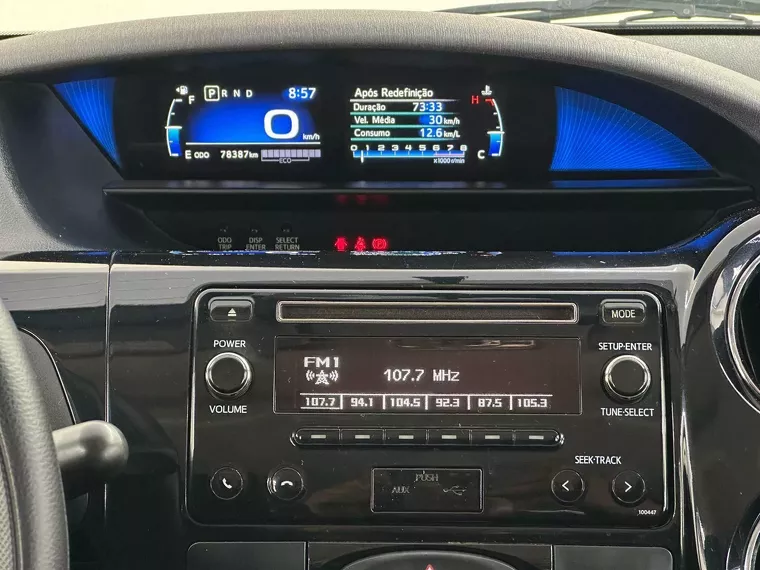 P R N D 8:57
F
0 km/h
E ODO 78387km ECO
Após Redefinição
Duração 73:33
Vel. Média 30 km/h
Consumo 12.6 km/L
0 1 2 3 4 5 6 7 8
x1000r/min
H
C
ODO TRIP
DISP ENTER
SELECT RETURN
MODE
POWER
VOLUME
FM1
107.7 MHz
107.7 94.1 104.5 92.3 87.5 105.3
SETUP·ENTER
TUNE·SELECT
PUSH
AUX
SEEK·TRACK
100447